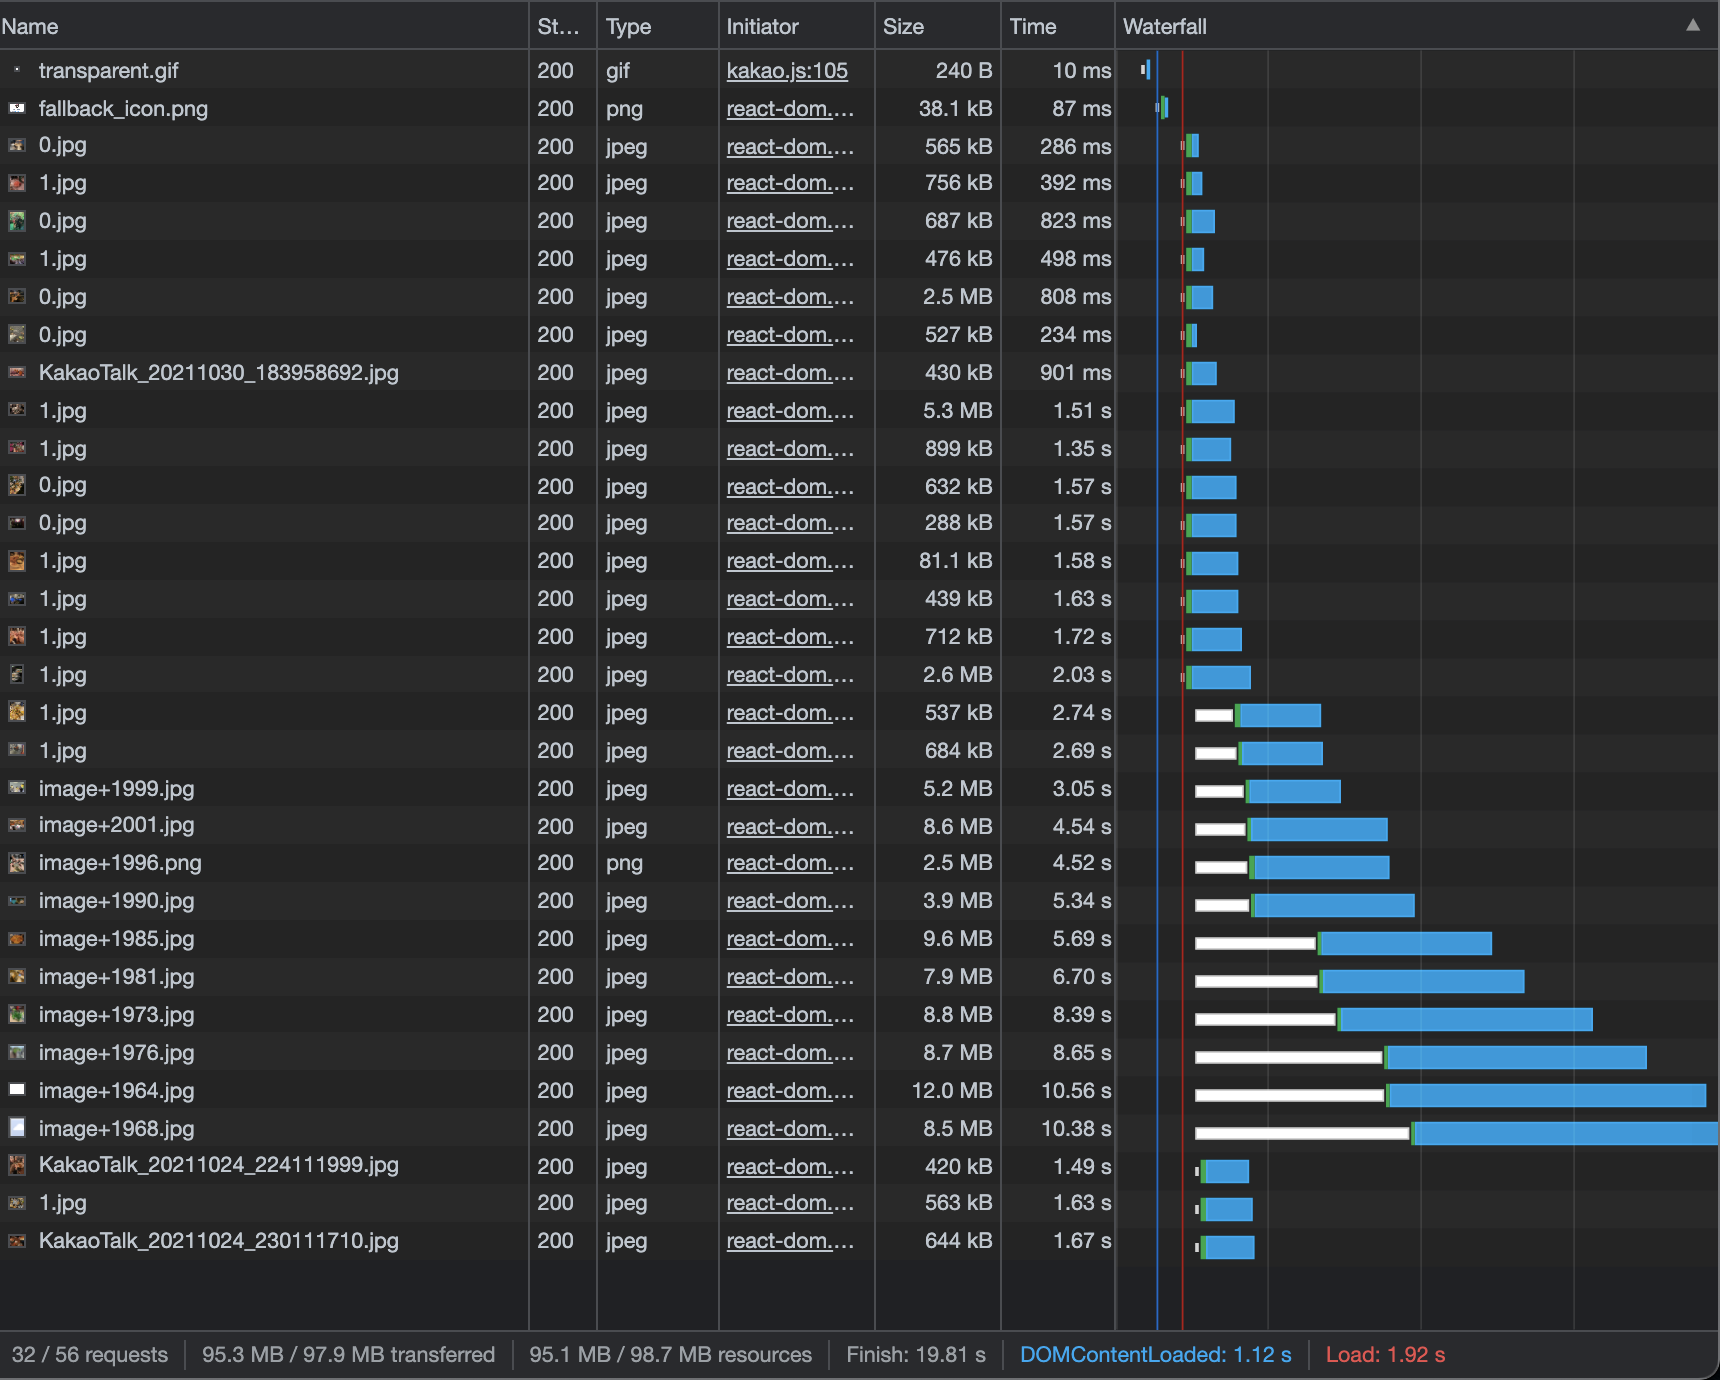 Name St... Type Initiator Size Time Waterfall
transparent.gif 200 gif kakao.js:105 240 B 10 ms
fallback_icon.png 200 png react-dom.... 38.1 kB 87 ms
0.jpg 200 jpeg react-dom.... 565 kB 286 ms
1.jpg 200 jpeg react-dom.... 756 kB 392 ms
0.jpg 200 jpeg react-dom.... 687 kB 823 ms
1.jpg 200 jpeg react-dom.... 476 kB 498 ms
0.jpg 200 jpeg react-dom.... 2.5 MB 808 ms
0.jpg 200 jpeg react-dom.... 527 kB 234 ms
KakaoTalk_20211030_183958692.jpg 200 jpeg react-dom.... 430 kB 901 ms
1.jpg 200 jpeg react-dom.... 5.3 MB 1.51 s
1.jpg 200 jpeg react-dom.... 899 kB 1.35 s
0.jpg 200 jpeg react-dom.... 632 kB 1.57 s
0.jpg 200 jpeg react-dom.... 288 kB 1.57 s
1.jpg 200 jpeg react-dom.... 81.1 kB 1.58 s
1.jpg 200 jpeg react-dom.... 439 kB 1.63 s
1.jpg 200 jpeg react-dom.... 712 kB 1.72 s
1.jpg 200 jpeg react-dom.... 2.6 MB 2.03 s
1.jpg 200 jpeg react-dom.... 537 kB 2.74 s
1.jpg 200 jpeg react-dom.... 684 kB 2.69 s
image+1999.jpg 200 jpeg react-dom.... 5.2 MB 3.05 s
image+2001.jpg 200 jpeg react-dom.... 8.6 MB 4.54 s
image+1996.png 200 png react-dom.... 2.5 MB 4.52 s
image+1990.jpg 200 jpeg react-dom.... 3.9 MB 5.34 s
image+1985.jpg 200 jpeg react-dom.... 9.6 MB 5.69 s
image+1981.jpg 200 jpeg react-dom.... 7.9 MB 6.70 s
image+1973.jpg 200 jpeg react-dom.... 8.8 MB 8.39 s
image+1976.jpg 200 jpeg react-dom.... 8.7 MB 8.65 s
image+1964.jpg 200 jpeg react-dom.... 12.0 MB 10.56 s
image+1968.jpg 200 jpeg react-dom.... 8.5 MB 10.38 s
KakaoTalk_20211024_224111999.jpg 200 jpeg react-dom.... 420 kB 1.49 s
1.jpg 200 jpeg react-dom.... 563 kB 1.63 s
KakaoTalk_20211024_230111710.jpg 200 jpeg react-dom.... 644 kB 1.67 s
32 / 56 requests 95.3 MB / 97.9 MB transferred 95.1 MB / 98.7 MB resources Finish: 19.81 s DOMContentLoaded: 1.12 s Load: 1.92 s